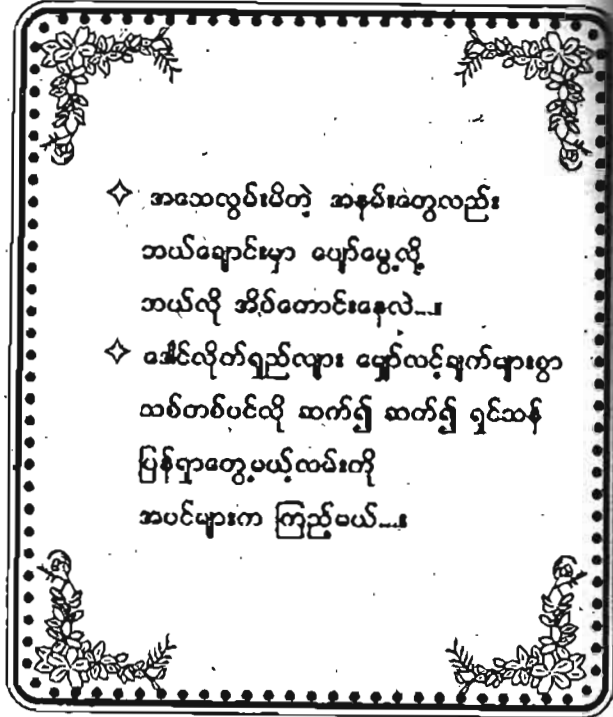 ✧ အသေလွမ်းမိတဲ့ အနမ်းတွေလည်း
ဘယ်ချောင်းမှာ ပျော်မွေ့လို့
ဘယ်လို အိပ်တောင်းနေလဲ....။
✧ ဒေါင်လိုက်ရှည်လျား မျှော်လင့်ချက်များစွာ
သစ်တစ်ပင်လို ဆက်၍ ဆက်၍ ရှင်သန်
ပြန်ရှာတွေ့မယ့်လမ်းကို
အပင်များက ကြည့်မယ်....။